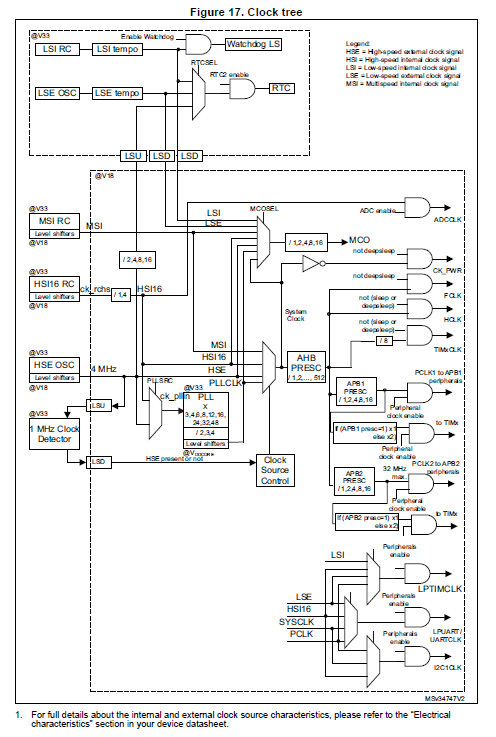 Figure 17. Clock tree
@V33
Enable Watchdog
LSI RC
LSI tempo
Watchdog LS
RTCSEL
RTC2 enable
LSE OSC
LSE tempo
RTC
Legend:
HSE = High-speed external clock signal
HSI = High-speed internal clock signal
LSI = Low-speed internal clock signal
LSE = Low-speed external clock signal
MSI = Multispeed internal clock signal
LSU
LSD
LSD
@V18
@V33
MSI RC
Level shifters
@V18
MSI
LSI
LSE
MCOSEL
ADC enable
ADCCLK
/ 1,2,4,8,16
MCO
not deepsleep
CK_PWR
/ 2,4,8,16
@V33
HSI16 RC
Level shifters
@V18
ck_rchs
/ 1,4
HSI16
not deepsleep
FCLK
System
Clock
not (sleep or
deepsleep)
HCLK
not (sleep or
deepsleep)
/ 8
TIMxCLK
MSI
HSI16
HSE
PLLCLK
AHB
PRESC
/ 1,2,..., 512
@V33
HSE OSC
Level shifters
@V18
4 MHz
PLLSRC
ck_pllin
@V33
PLL
X
3,4,6,8,12,16,
24,32,48
/ 2,3,4
Level shifters
APB1
PRESC
/ 1,2,4,8,16
PCLK1 to APB1
peripherals
Peripheral
clock enable
If (APB1 presc=1) x1
else x2)
to TIMx
Peripheral
clock enable
LSU
@V33
1 MHz Clock
Detector
LSD
HSE present or not
Clock
Source
Control
APB2
PRESC
/ 1,2,4,8,16
32 MHz
max.
PCLK2 to APB2
peripherals
Peripheral
clock enable
If (APB2 presc=1) x1
else x2)
to TIMx
Peripherals
enable
LSI
LPTIMCLK
LSE
HSI16
SYSCLK
PCLK
Peripherals
enable
LPUART/
UARTCLK
Peripherals
enable
I2C1CLK
MSv34747V2
1. For full details about the internal and external clock source characteristics, please refer to the “Electrical
characteristics” section in your device datasheet.